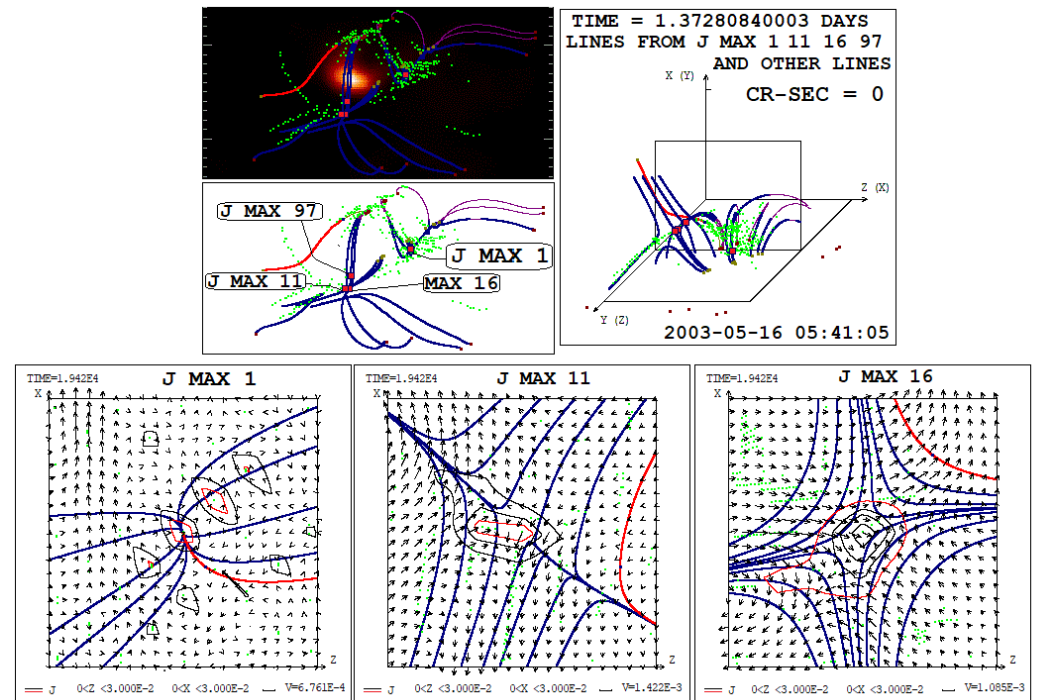 TIME = 1.37280840003 DAYS
LINES FROM J MAX 1 11 16 97
AND OTHER LINES
X (Y)
CR-SEC = 0
Z (X)
Y (Z)
2003-05-16 05:41:05
J MAX 97
J MAX 1
J MAX 11
MAX 16
TIME=1.942E4
J MAX 1
X
Z
J 0<Z <3.000E-2 0<X <3.000E-2 V=6.761E-4
TIME=1.942E4
J MAX 11
X
Z
J 0<Z <3.000E-2 0<X <3.000E-2 V=1.422E-3
TIME=1.942E4
J MAX 16
X
Z
J 0<Z <3.000E-2 0<X <3.000E-2 V=1.085E-3